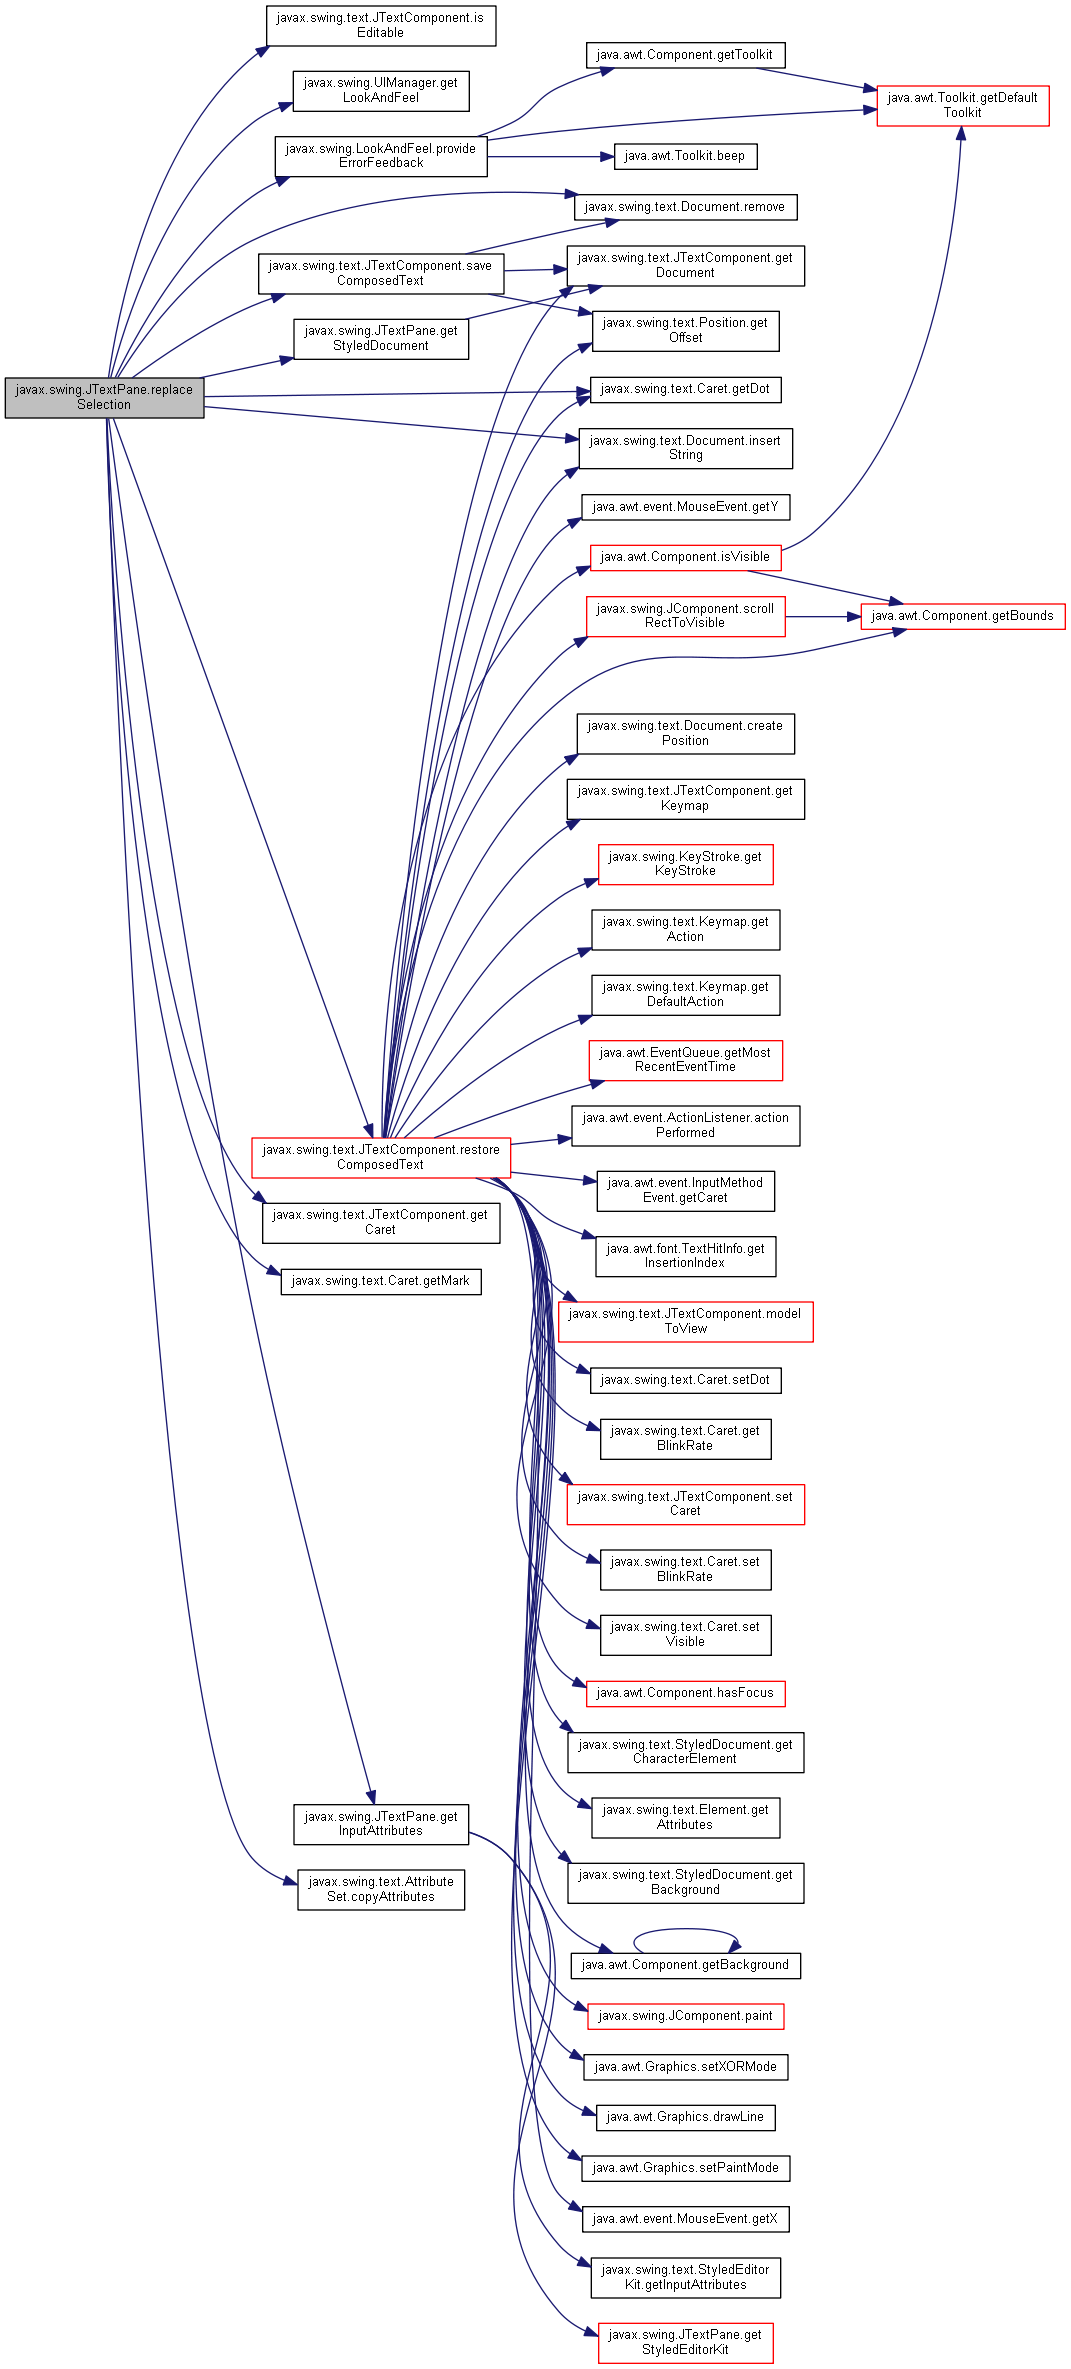 javax.swing.text.JTextComponent.is
Editable
javax.swing.UIManager.get
LookAndFeel
javax.swing.LookAndFeel.provide
ErrorFeedback
javax.swing.text.JTextComponent.save
ComposedText
javax.swing.JTextPane.get
StyledDocument
javax.swing.JTextPane.replace
Selection
javax.swing.text.JTextComponent.restore
ComposedText
javax.swing.text.JTextComponent.get
Caret
javax.swing.text.Caret.getMark
javax.swing.JTextPane.get
InputAttributes
javax.swing.text.Attribute
Set.copyAttributes
java.awt.Component.getToolkit
java.awt.Toolkit.getDefault
Toolkit
java.awt.Toolkit.beep
javax.swing.text.Document.remove
javax.swing.text.JTextComponent.get
Document
javax.swing.text.Position.get
Offset
javax.swing.text.Caret.getDot
javax.swing.text.Document.insert
String
java.awt.event.MouseEvent.getY
java.awt.Component.isVisible
javax.swing.JComponent.scroll
RectToVisible
java.awt.Component.getBounds
javax.swing.text.Document.create
Position
javax.swing.text.JTextComponent.get
Keymap
javax.swing.KeyStroke.get
KeyStroke
javax.swing.text.Keymap.get
Action
javax.swing.text.Keymap.get
DefaultAction
java.awt.EventQueue.getMost
RecentEventTime
java.awt.event.ActionListener.action
Performed
java.awt.event.InputMethod
Event.getCaret
java.awt.font.TextHitInfo.get
InsertionIndex
javax.swing.text.JTextComponent.model
ToView
javax.swing.text.Caret.setDot
javax.swing.text.Caret.get
BlinkRate
javax.swing.text.JTextComponent.set
Caret
javax.swing.text.Caret.set
BlinkRate
javax.swing.text.Caret.set
Visible
java.awt.Component.hasFocus
javax.swing.text.StyledDocument.get
CharacterElement
javax.swing.text.Element.get
Attributes
javax.swing.text.StyledDocument.get
Background
java.awt.Component.getBackground
javax.swing.JComponent.paint
java.awt.Graphics.setXORMode
java.awt.Graphics.drawLine
java.awt.Graphics.setPaintMode
java.awt.event.MouseEvent.getX
javax.swing.text.StyledEditor
Kit.getInputAttributes
javax.swing.JTextPane.get
StyledEditorKit